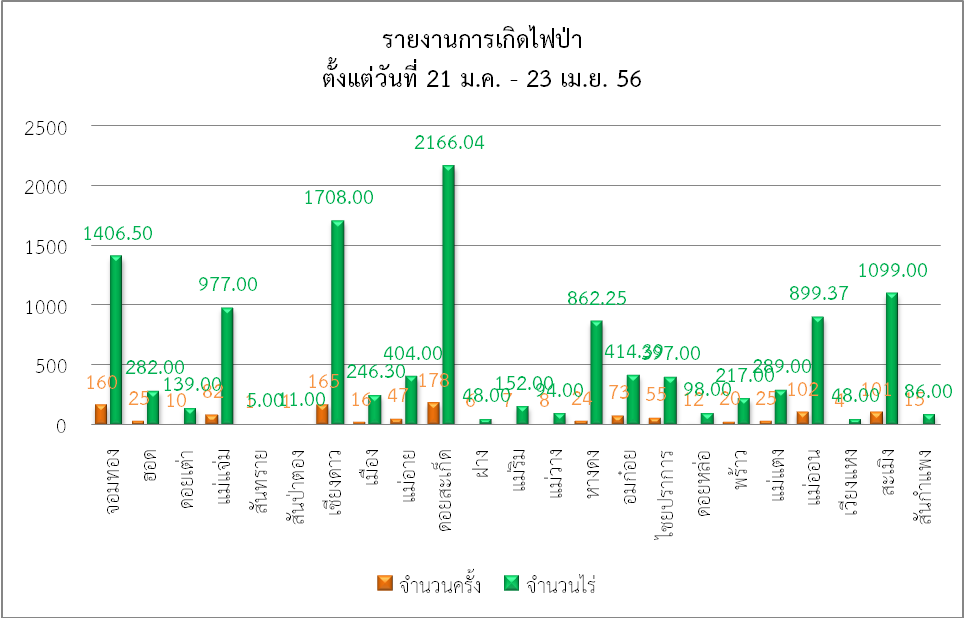 รายงานการเกิดไฟป่า
ตั้งแต่วันที่ 21 ม.ค. - 23 เม.ย. 56
2500
2000
1500
1000
500
0
1406.50
282.00
139.00
977.00
5.00
11.00
1708.00
246.30
404.00
2166.04
48.00
152.00
94.00
862.25
414.39
397.00
98.00
217.00
289.00
899.37
48.00
1099.00
86.00
160
25
10
82
1
165
16
47
178
6
7
8
24
73
55
12
20
25
102
4
101
15
จอมทอง
ฮอด
ดอยเต่า
แม่แจ่ม
สันทราย
สันป่าตอง
เชียงดาว
เมือง
แม่อาย
ดอยสะเก็ด
ฝาง
แม่ริม
แม่วาง
หางดง
อมก๋อย
ไชยปราการ
ดอยหล่อ
พร้าว
แม่แตง
แม่ออน
เวียงแหง
สะเมิง
สันกำแพง
จำนวนครั้ง
จำนวนไร่